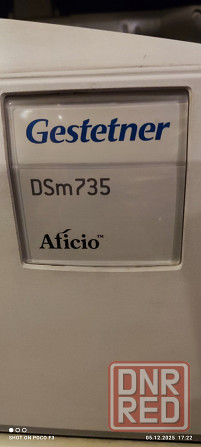 Gestetner
DSm735
Aficio™
DNR
RED
SHOT ON POCO F3
05.12.2025 17:22